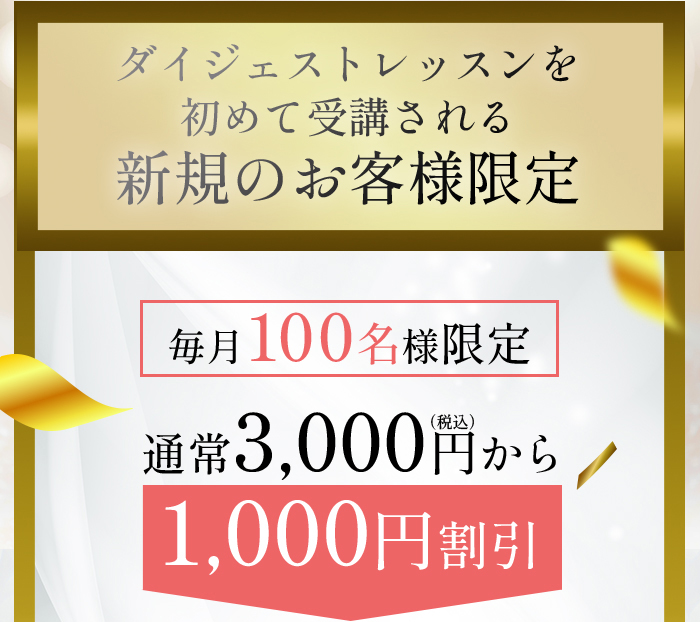 ダイジェストレッスンを
初めて受講される
新規のお客様限定
毎月100名様限定
通常3,000円(税込)から
1,000円割引